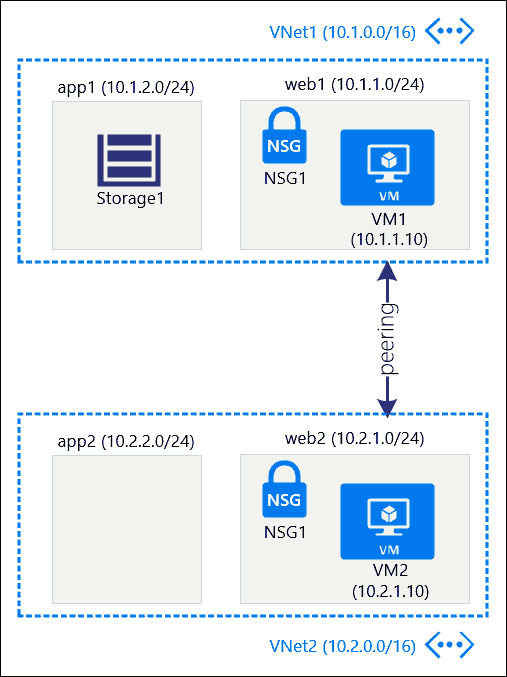 VNet1 (10.1.0.0/16)
app1 (10.1.2.0/24)
web1 (10.1.1.0/24)
NSG
NSG1
Storage1
VM
VM1
(10.1.1.10)
peering
app2 (10.2.2.0/24)
web2 (10.2.1.0/24)
NSG
NSG1
VM
VM2
(10.2.1.10)
VNet2 (10.2.0.0/16)